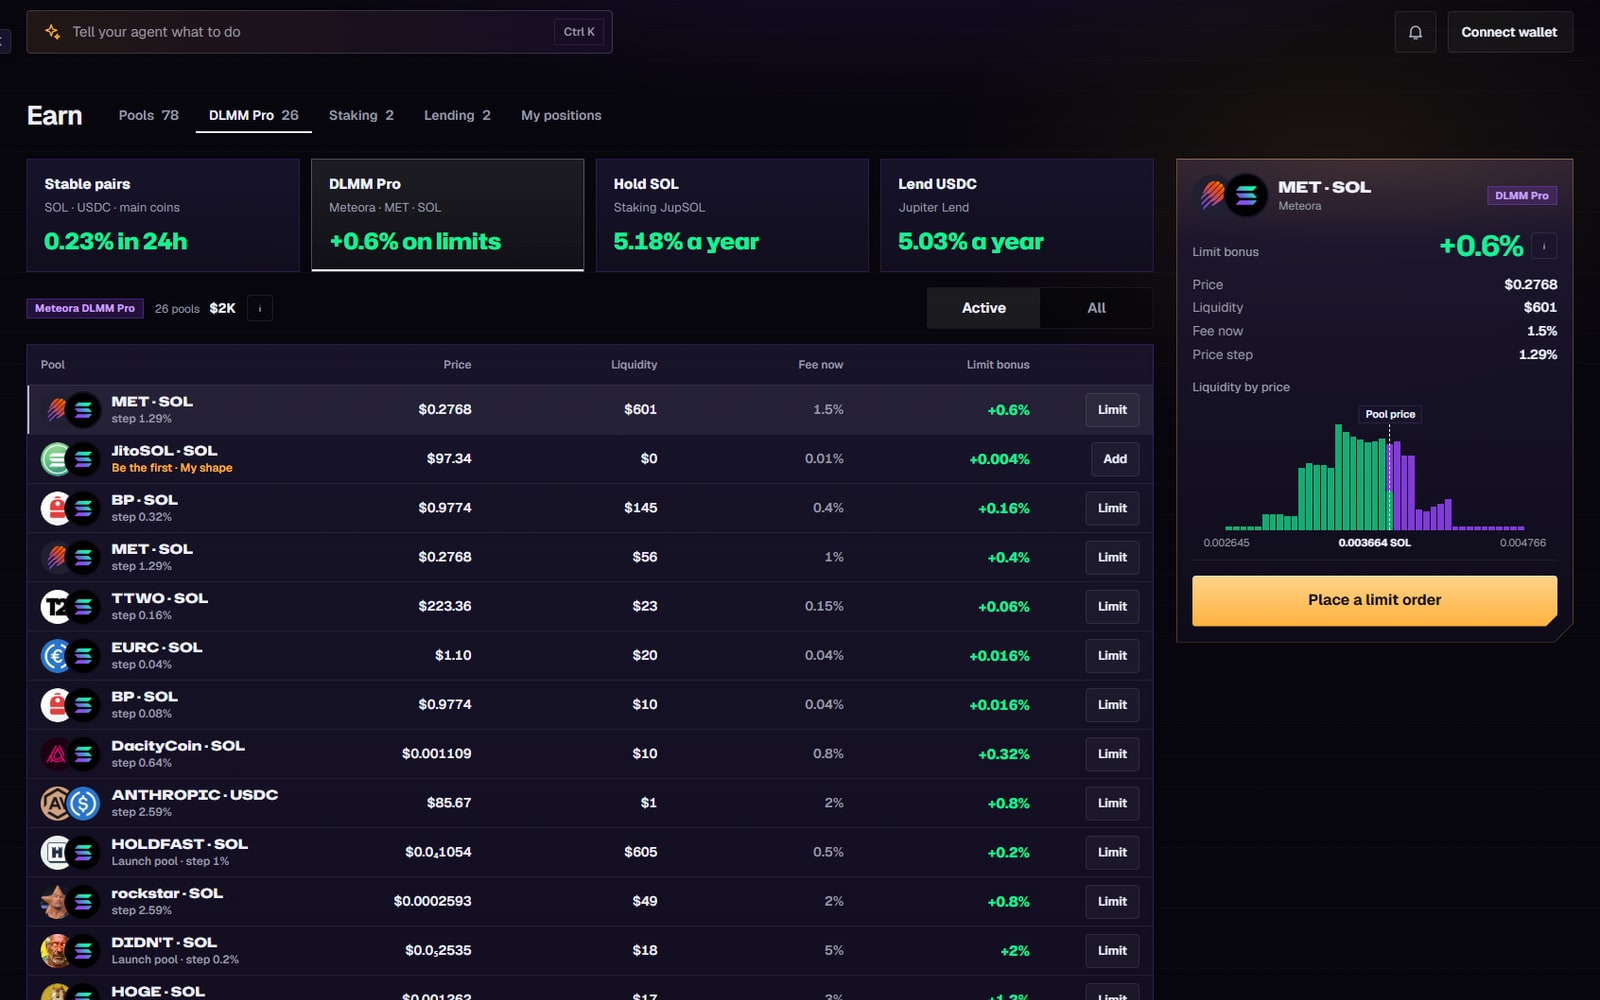 Tell your agent what to do
Ctrl K
Connect wallet
Earn
Pools 78
DLMM Pro 26
Staking 2
Lending 2
My positions
Stable pairs
SOL · USDC · main coins
0.23% in 24h
DLMM Pro
Meteora · MET · SOL
+0.6% on limits
Hold SOL
Staking JupSOL
5.18% a year
Lend USDC
Jupiter Lend
5.03% a year
Meteora DLMM Pro 26 pools $2K i
Active All
Pool Price Liquidity Fee now Limit bonus
MET · SOL
step 1.29%
$0.2768 $601 1.5% +0.6% Limit
JitoSOL · SOL
Be the first · My shape
$97.34 $0 0.01% +0.004% Add
BP · SOL
step 0.32%
$0.9774 $145 0.4% +0.16% Limit
MET · SOL
step 1.29%
$0.2768 $56 1% +0.4% Limit
TTWO · SOL
step 0.16%
$223.36 $23 0.15% +0.06% Limit
EURC · SOL
step 0.04%
$1.10 $20 0.04% +0.016% Limit
BP · SOL
step 0.08%
$0.9774 $10 0.04% +0.016% Limit
DacityCoin · SOL
step 0.64%
$0.001109 $10 0.8% +0.32% Limit
ANTHROPIC · USDC
step 2.59%
$85.67 $1 2% +0.8% Limit
HOLDFAST · SOL
Launch pool · step 1%
$0.0₄1054 $605 0.5% +0.2% Limit
rockstar · SOL
step 2.59%
$0.0002593 $49 2% +0.8% Limit
DIDN'T · SOL
Launch pool · step 0.2%
$0.0₅2535 $18 5% +2% Limit
HOGE · SOL
$0.001262 $17 3% +1.2% Limit
MET · SOL
Meteora
DLMM Pro
Limit bonus +0.6% i
Price $0.2768
Liquidity $601
Fee now 1.5%
Price step 1.29%
Liquidity by price
Pool price
0.002645 0.003664 SOL 0.004766
Place a limit order